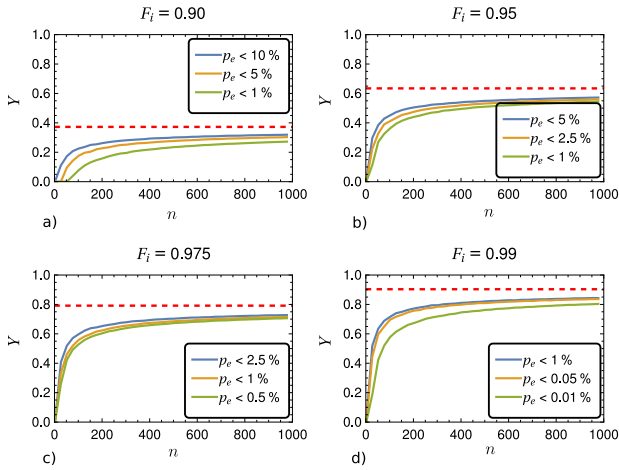 F_i = 0.90
F_i = 0.95
1.0
0.8
0.6
0.4
0.2
0.0
Y
p_e < 10 %
p_e < 5 %
p_e < 1 %
0 200 400 600 800 1000
a)
n
1.0
0.8
0.6
0.4
0.2
0.0
Y
p_e < 5 %
p_e < 2.5 %
p_e < 1 %
0 200 400 600 800 1000
b)
n
F_i = 0.975
F_i = 0.99
1.0
0.8
0.6
0.4
0.2
0.0
Y
p_e < 2.5 %
p_e < 1 %
p_e < 0.5 %
0 200 400 600 800 1000
c)
n
1.0
0.8
0.6
0.4
0.2
0.0
Y
p_e < 1 %
p_e < 0.05 %
p_e < 0.01 %
0 200 400 600 800 1000
d)
n